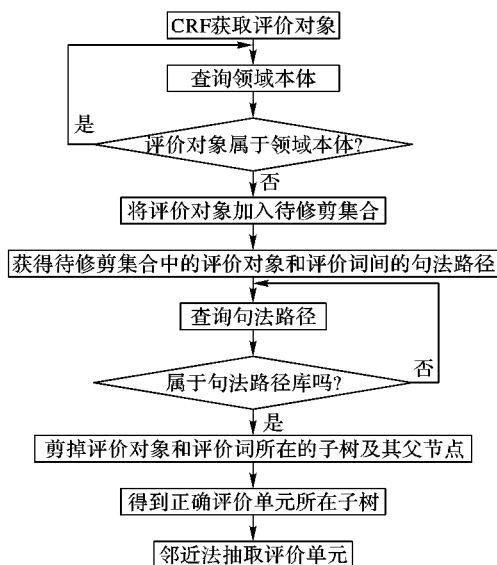 CRF获取评价对象
查询领域本体
是
评价对象属于领域本体?
否
将评价对象加入待修剪集合
获得待修剪集合中的评价对象和评价词间的句法路径
查询句法路径
否
属于句法路径库吗?
是
剪掉评价对象和评价词所在的子树及其父节点
得到正确评价单元所在子树
邻近法抽取评价单元